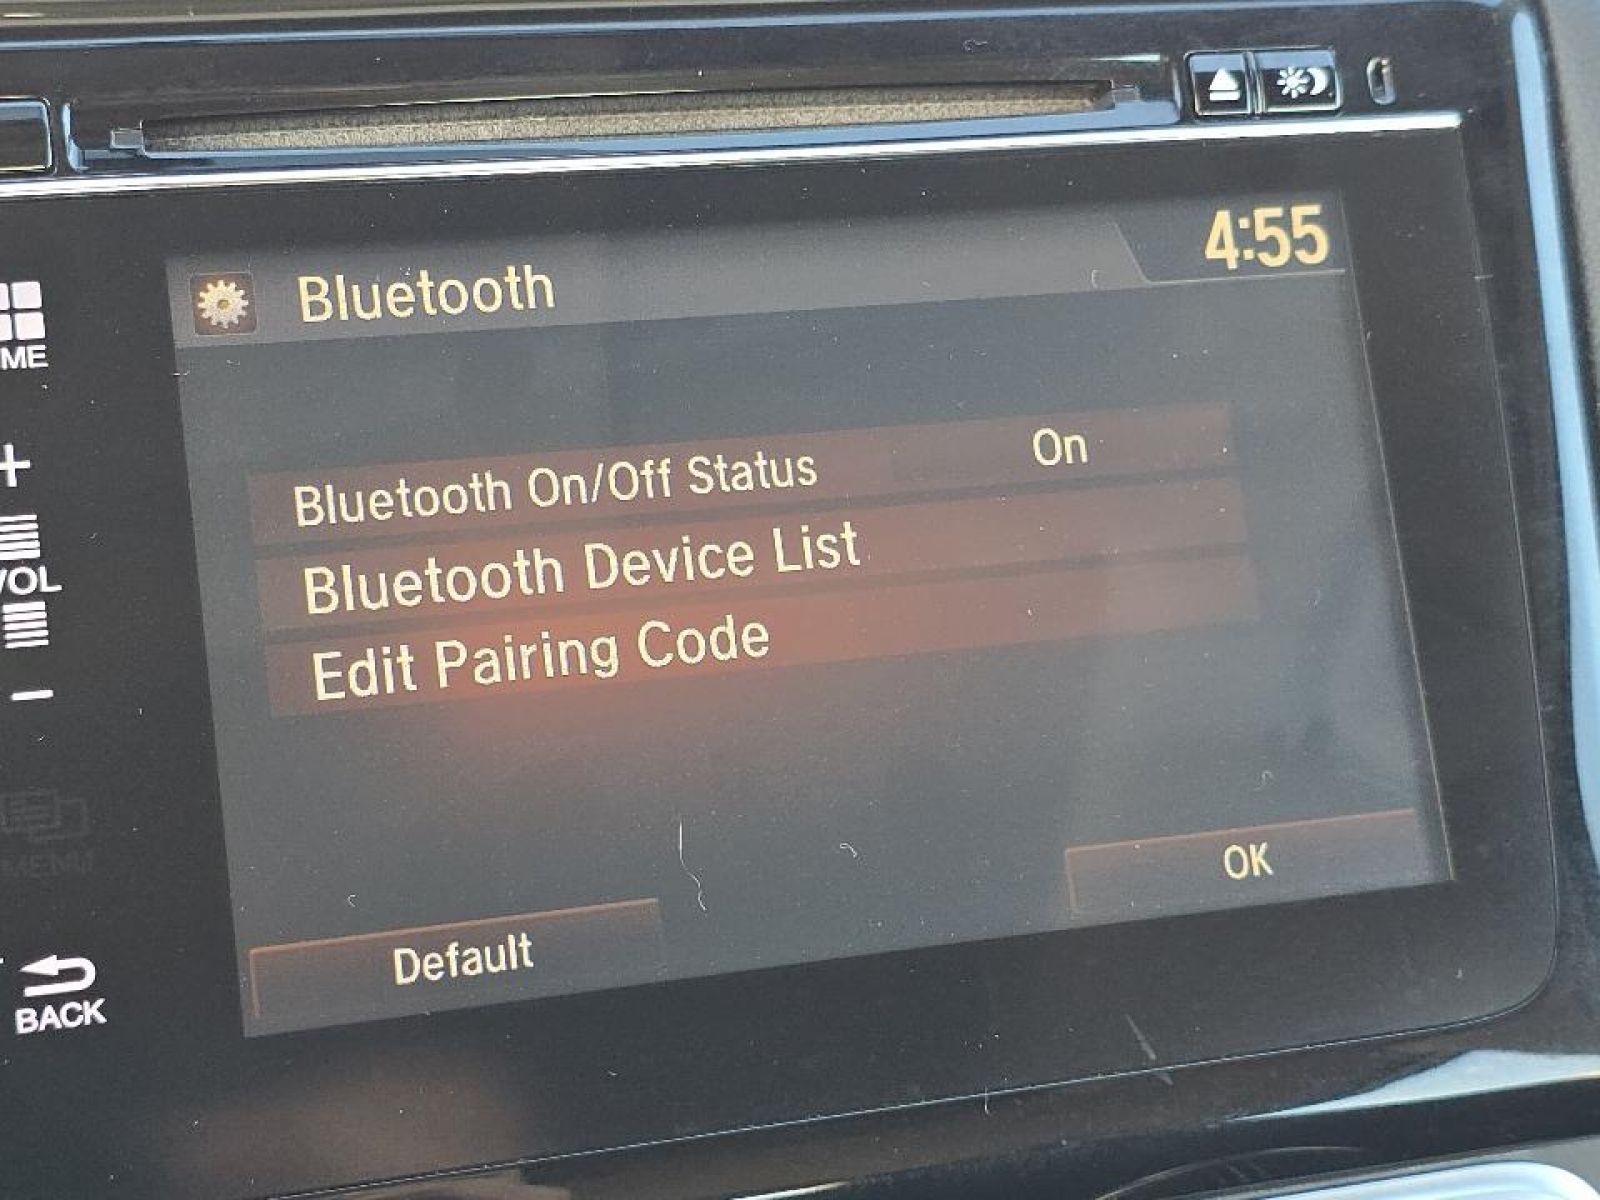 4:55
Bluetooth
ME
Bluetooth On/Off Status On
Bluetooth Device List
VOL
Edit Pairing Code
MENU
OK
Default
BACK